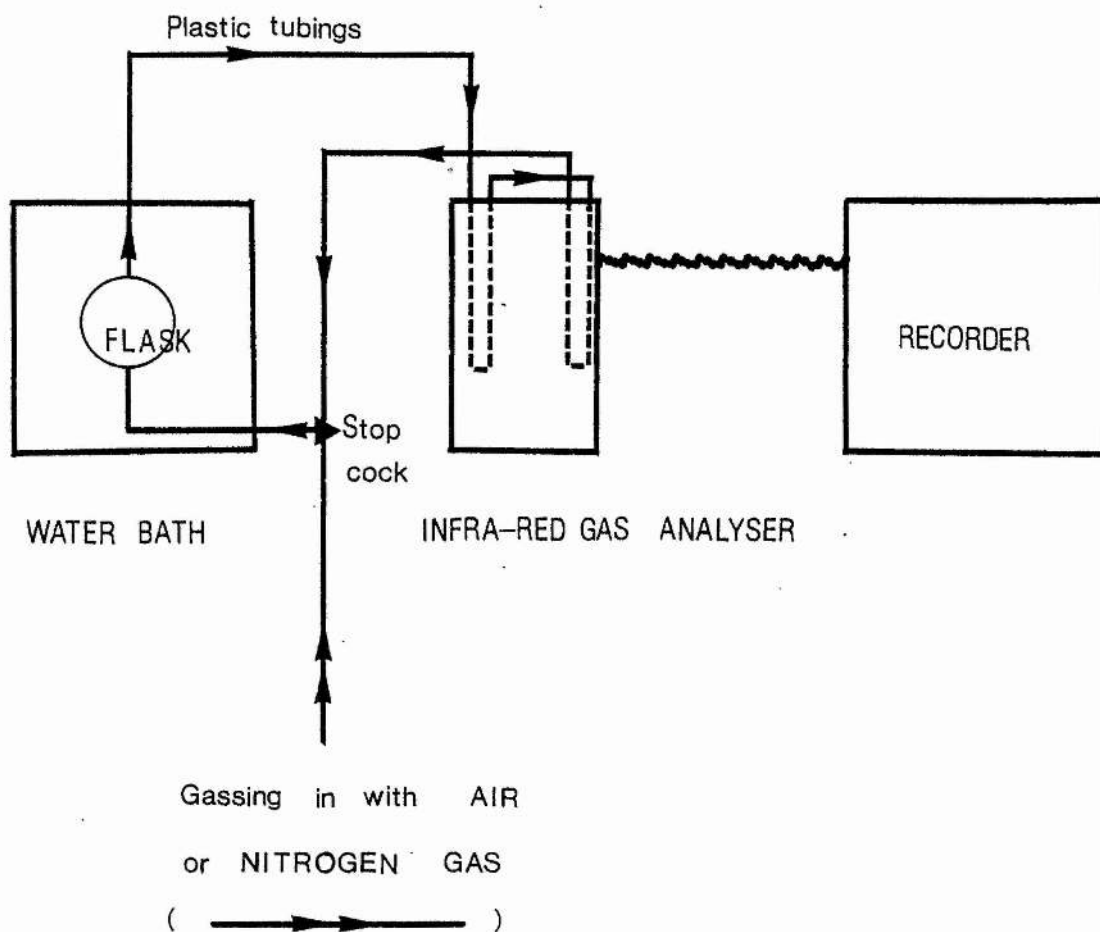 Plastic tubings
FLASK
RECORDER
Stop
cock
WATER BATH
INFRA-RED GAS ANALYSER
Gassing in with AIR
or NITROGEN GAS
( )